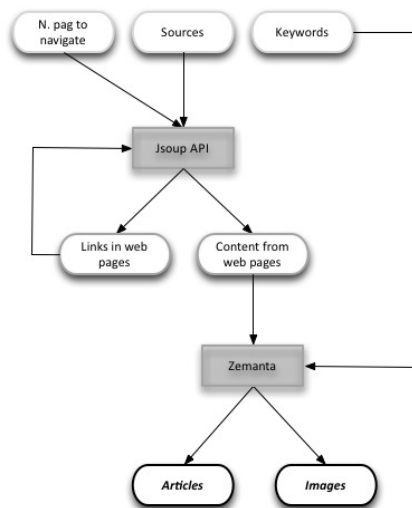 N. pag to
navigate
Sources
Keywords
Jsoup API
Links in web
pages
Content from
web pages
Zemanta
Articles
Images